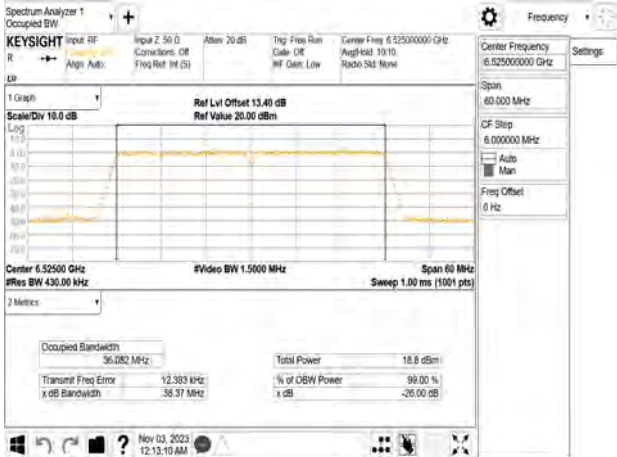 Spectrum Analyzer 1
Occupied BW
+
Frequency
KEYSIGHT
R
Input: RF
Align: Auto
Input Z: 50 Ω
Corrections: Off
Freq Ref: Int (S)
Atten: 20 dB
Trig: Free Run
Gate: Off
#IF Gain: Low
Center Freq: 6.525000000 GHz
Avg|Hold: 10/10
Radio Std: None
Center Frequency
6.525000000 GHz
Settings
Span
60.000 MHz
CF Step
6.000000 MHz
Auto
Man
Freq Offset
0 Hz
1 Graph
Scale/Div 10.0 dB
Ref Lvl Offset 13.40 dB
Ref Value 20.00 dBm
Log
10.0
0.00
Center 6.52500 GHz
#Res BW 430.00 kHz
#Video BW 1.5000 MHz
Span 60 MHz
Sweep 1.00 ms (1001 pts)
2 Metrics
Occupied Bandwidth
36.082 MHz
Total Power
18.8 dBm
Transmit Freq Error
12.393 kHz
% of OBW Power
99.00 %
x dB Bandwidth
38.37 MHz
x dB
-26.00 dB
?
Nov 03, 2023
12:13:10 AM